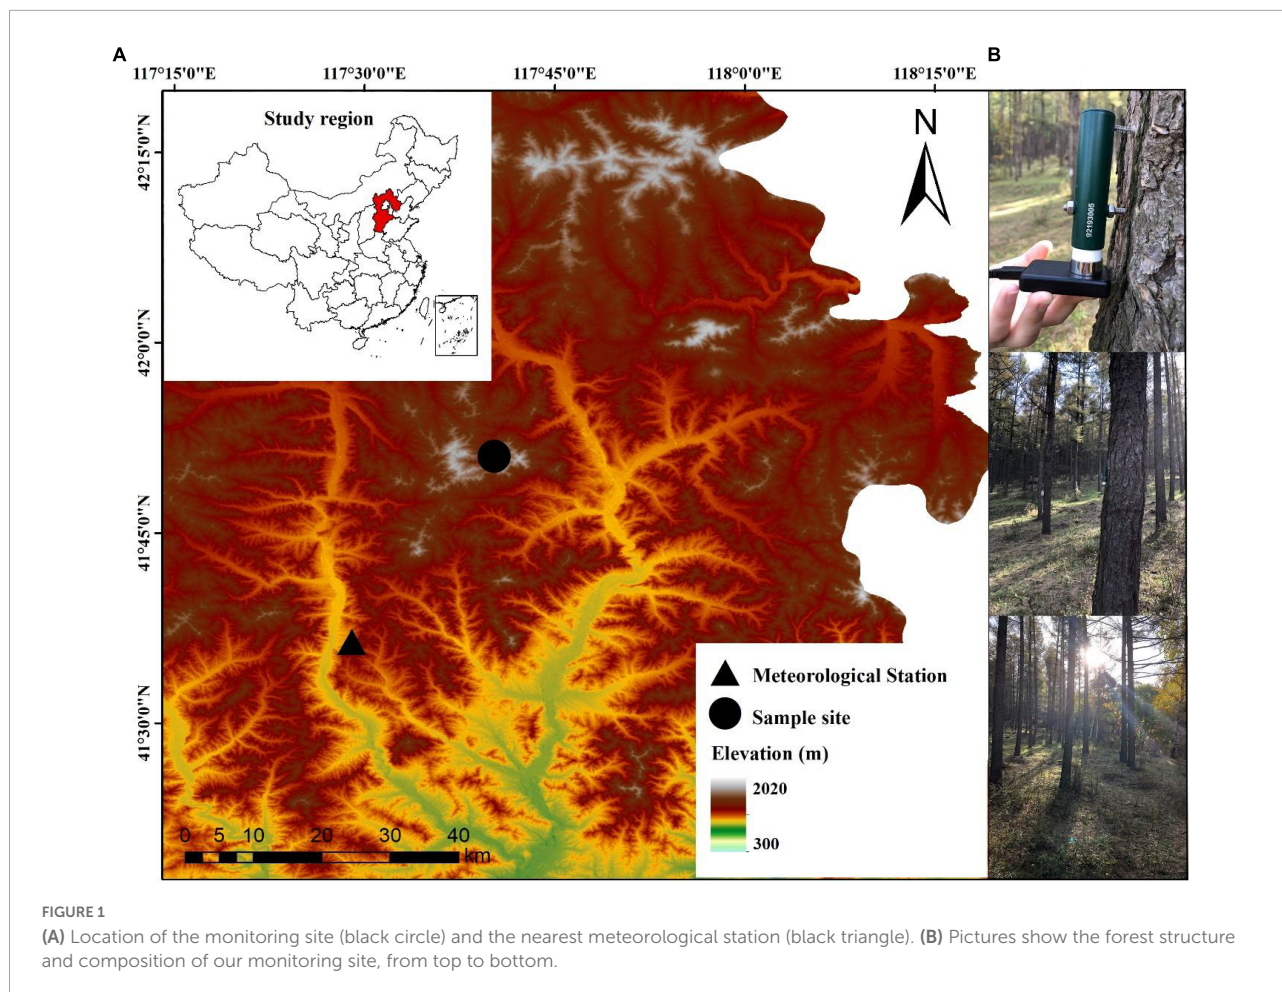 A
B
117°15'0"E
117°30'0"E
117°45'0"E
118°0'0"E
118°15'0"E
42°15'0"N
42°0'0"N
41°45'0"N
41°30'0"N
Study region
N
92193005
Meteorological Station
Sample site
Elevation (m)
2020
300
0 5 10 20 30 40
km
FIGURE 1
(A) Location of the monitoring site (black circle) and the nearest meteorological station (black triangle). (B) Pictures show the forest structure
and composition of our monitoring site, from top to bottom.